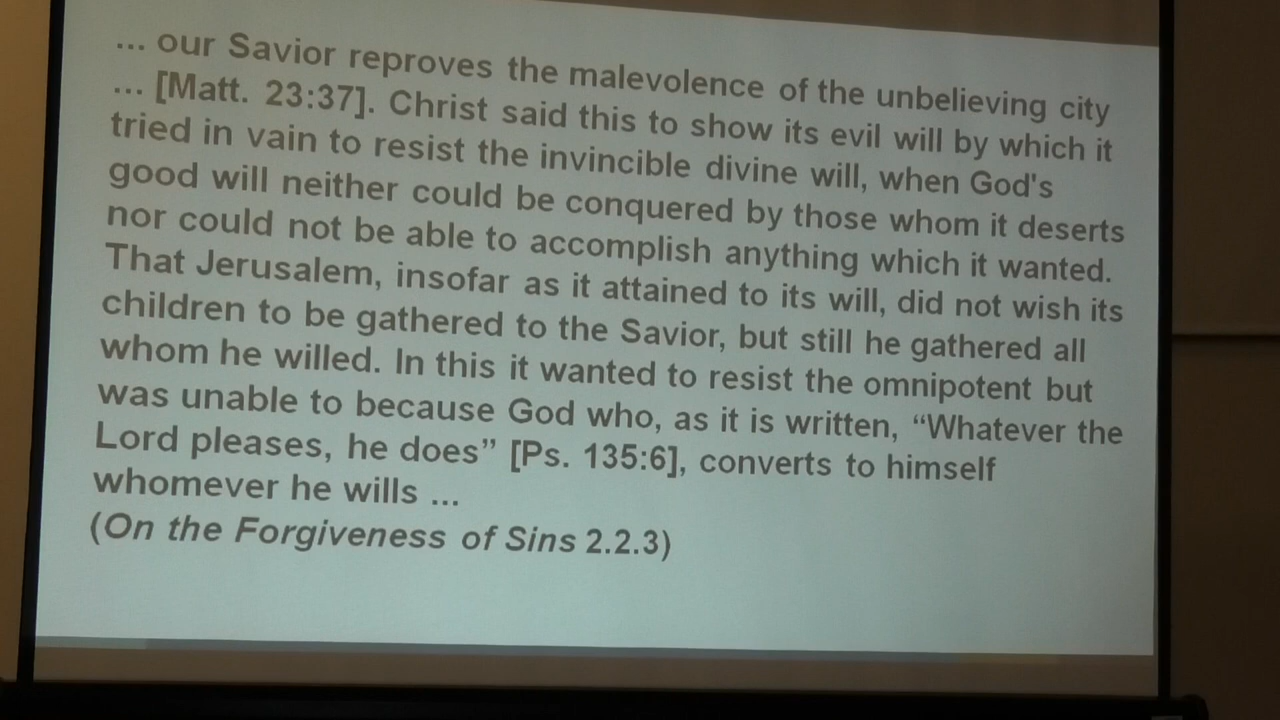 ... our Savior reproves the malevolence of the unbelieving city
... [Matt. 23:37]. Christ said this to show its evil will by which it
tried in vain to resist the invincible divine will, when God's
good will neither could be conquered by those whom it deserts
nor could not be able to accomplish anything which it wanted.
That Jerusalem, insofar as it attained to its will, did not wish its
children to be gathered to the Savior, but still he gathered all
whom he willed. In this it wanted to resist the omnipotent but
was unable to because God who, as it is written, “Whatever the
Lord pleases, he does” [Ps. 135:6], converts to himself
whomever he wills ...
(On the Forgiveness of Sins 2.2.3)